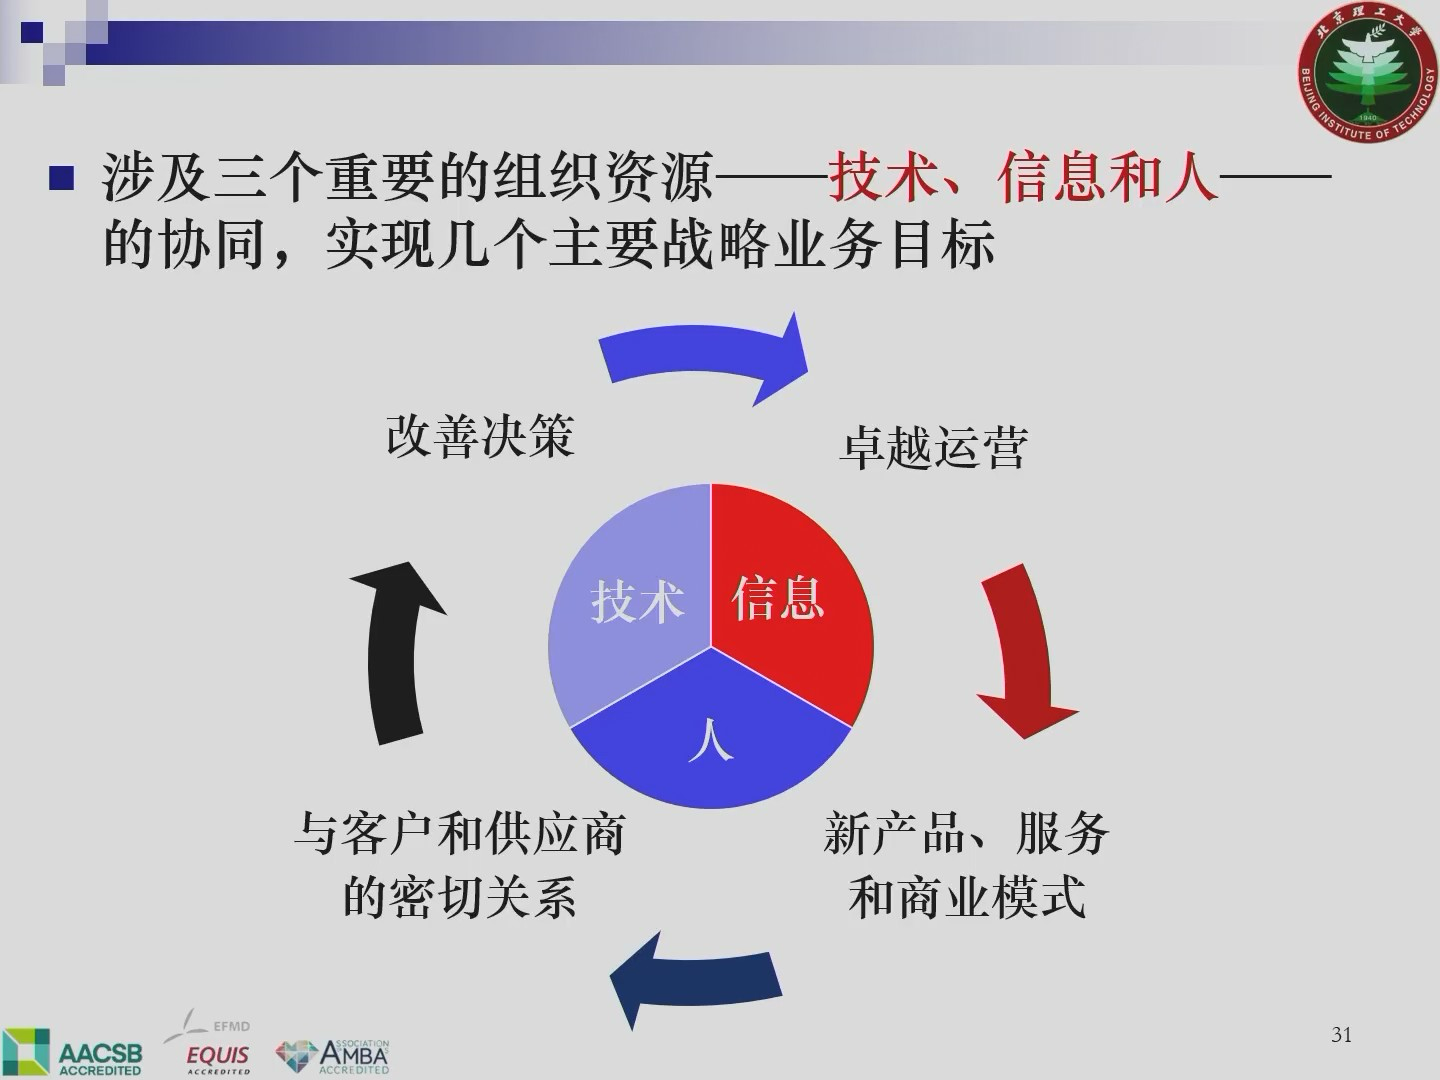 北京理工大学
BEIJING INSTITUTE OF TECHNOLOGY
1940
涉及三个重要的组织资源——技术、信息和人——
的协同，实现几个主要战略业务目标
改善决策
卓越运营
技术
信息
人
与客户和供应商
的密切关系
新产品、服务
和商业模式
AACSB
ACCREDITED
EFMD
EQUIS
ACCREDITED
ASSOCIATION
AMBA'S
ACCREDITED
31